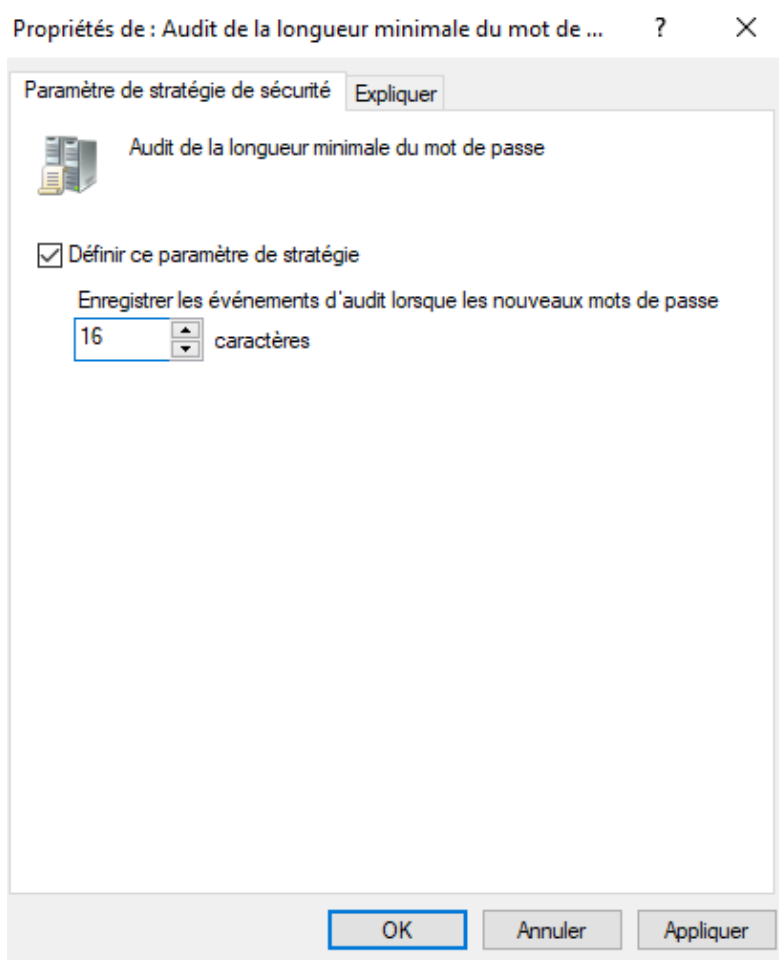 Propriétés de : Audit de la longueur minimale du mot de ... ?
Paramètre de stratégie de sécurité Expliquer
Audit de la longueur minimale du mot de passe
Définir ce paramètre de stratégie
Enregistrer les événements d'audit lorsque les nouveaux mots de passe
16 caractères
OK Annuler Appliquer